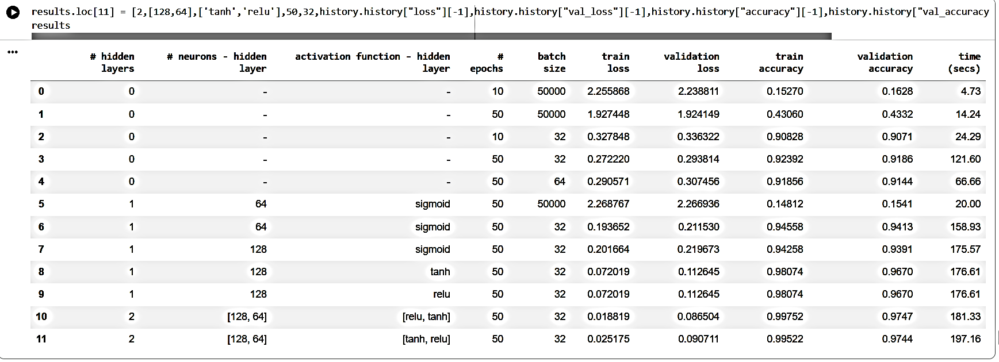 results.loc[11] = [2,[128,64],['tanh','relu'],50,32,history.history["loss"][-1],history.history["val_loss"][-1],history.history["accuracy"][-1],history.history["val_accuracy
results
# hidden layers # neurons - hidden layer activation function - hidden layer # epochs batch size train loss validation loss train accuracy validation accuracy time (secs)
0 0 - - 10 50000 2.255868 2.238811 0.15270 0.1628 4.73
1 0 - - 50 50000 1.927448 1.924149 0.43060 0.4332 14.24
2 0 - - 10 32 0.327848 0.336322 0.90828 0.9071 24.29
3 0 - - 50 32 0.272220 0.293814 0.92392 0.9186 121.60
4 0 - - 50 64 0.290571 0.307456 0.91856 0.9144 66.66
5 1 64 sigmoid 50 50000 2.268767 2.266936 0.14812 0.1541 20.00
6 1 64 sigmoid 50 32 0.193652 0.211530 0.94558 0.9413 158.93
7 1 128 sigmoid 50 32 0.201664 0.219673 0.94258 0.9391 175.57
8 1 128 tanh 50 32 0.072019 0.112645 0.98074 0.9670 176.61
9 1 128 relu 50 32 0.072019 0.112645 0.98074 0.9670 176.61
10 2 [128, 64] [relu, tanh] 50 32 0.018819 0.086504 0.99752 0.9747 181.33
11 2 [128, 64] [tanh, relu] 50 32 0.025175 0.090711 0.99522 0.9744 197.16